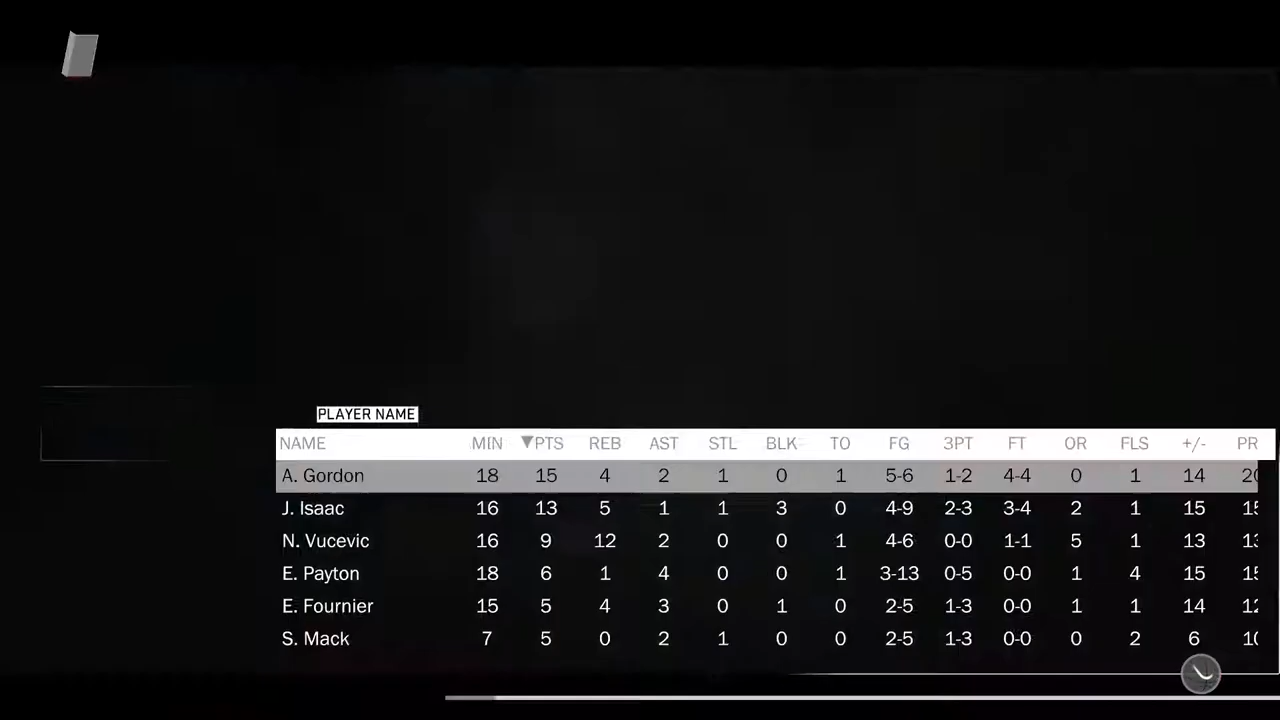 PLAYER NAME
NAME MIN ▼PTS REB AST STL BLK TO FG 3PT FT OR FLS +/- PR
A. Gordon 18 15 4 2 1 0 1 5-6 1-2 4-4 0 1 14 20
J. Isaac 16 13 5 1 1 3 0 4-9 2-3 3-4 2 1 15 15
N. Vucevic 16 9 12 2 0 0 1 4-6 0-0 1-1 5 1 13 13
E. Payton 18 6 1 4 0 0 1 3-13 0-5 0-0 1 4 15 15
E. Fournier 15 5 4 3 0 1 0 2-5 1-3 0-0 1 1 14 12
S. Mack 7 5 0 2 1 0 0 2-5 1-3 0-0 0 2 6 10